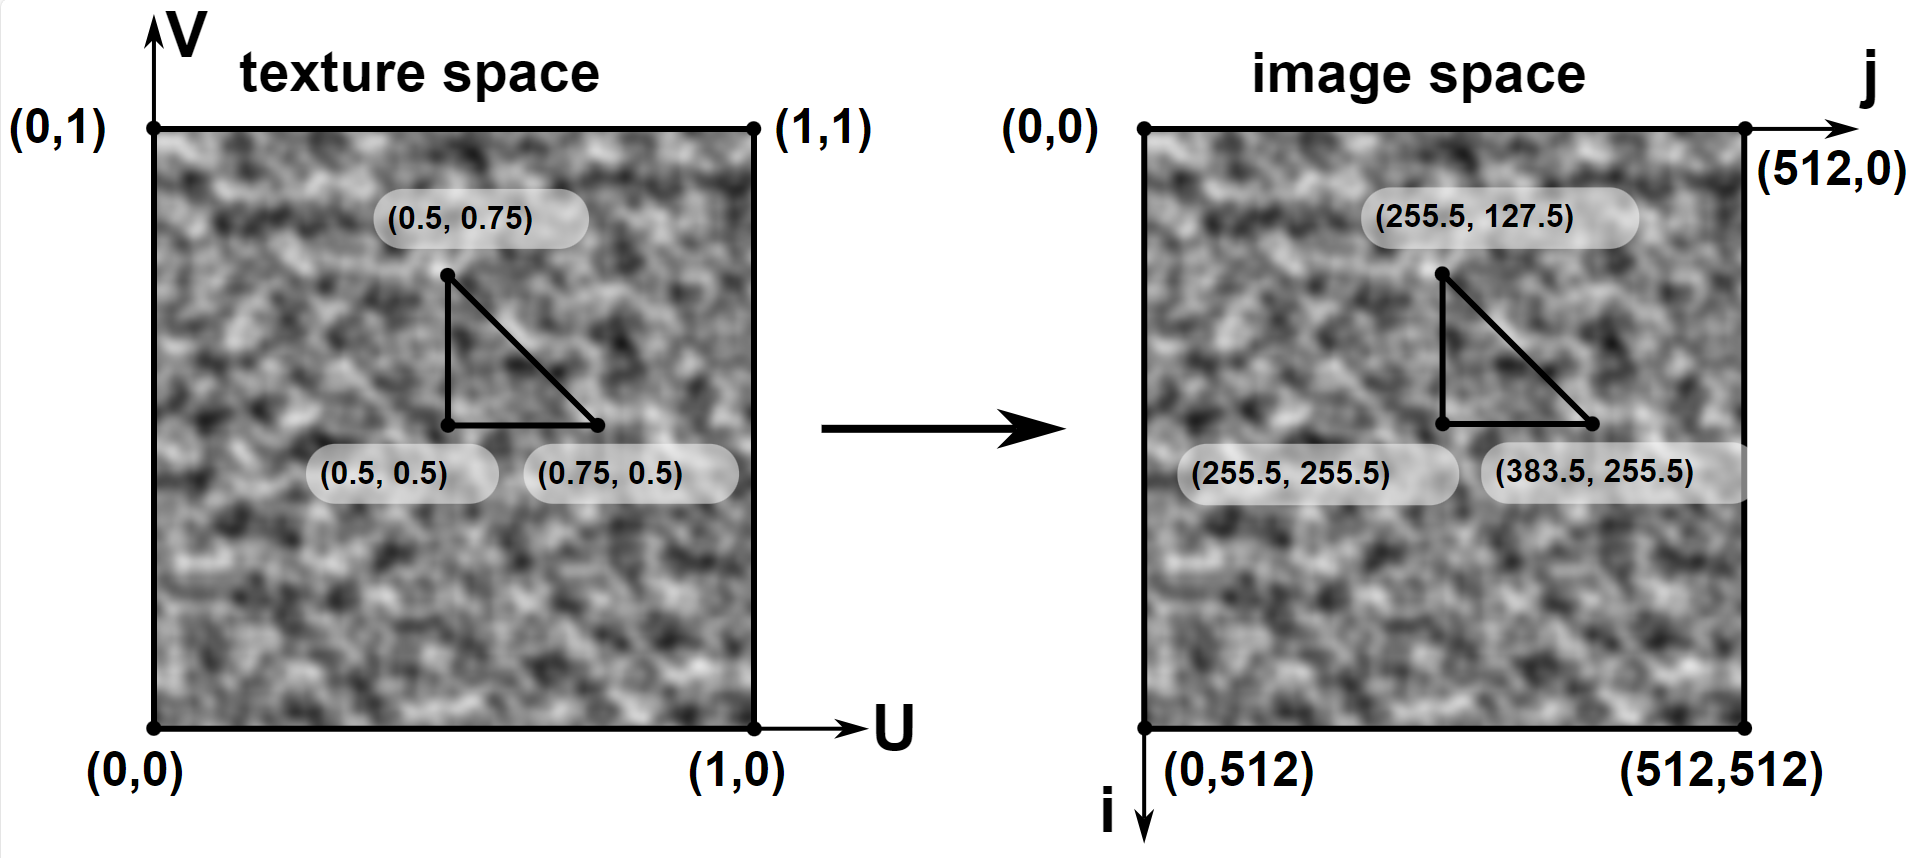 V
texture space
(0,1)
(1,1)
(0.5, 0.75)
(0.5, 0.5)
(0.75, 0.5)
U
(0,0)
(1,0)
image space
j
(0,0)
(512,0)
(255.5, 127.5)
(255.5, 255.5)
(383.5, 255.5)
(0,512)
(512,512)
i